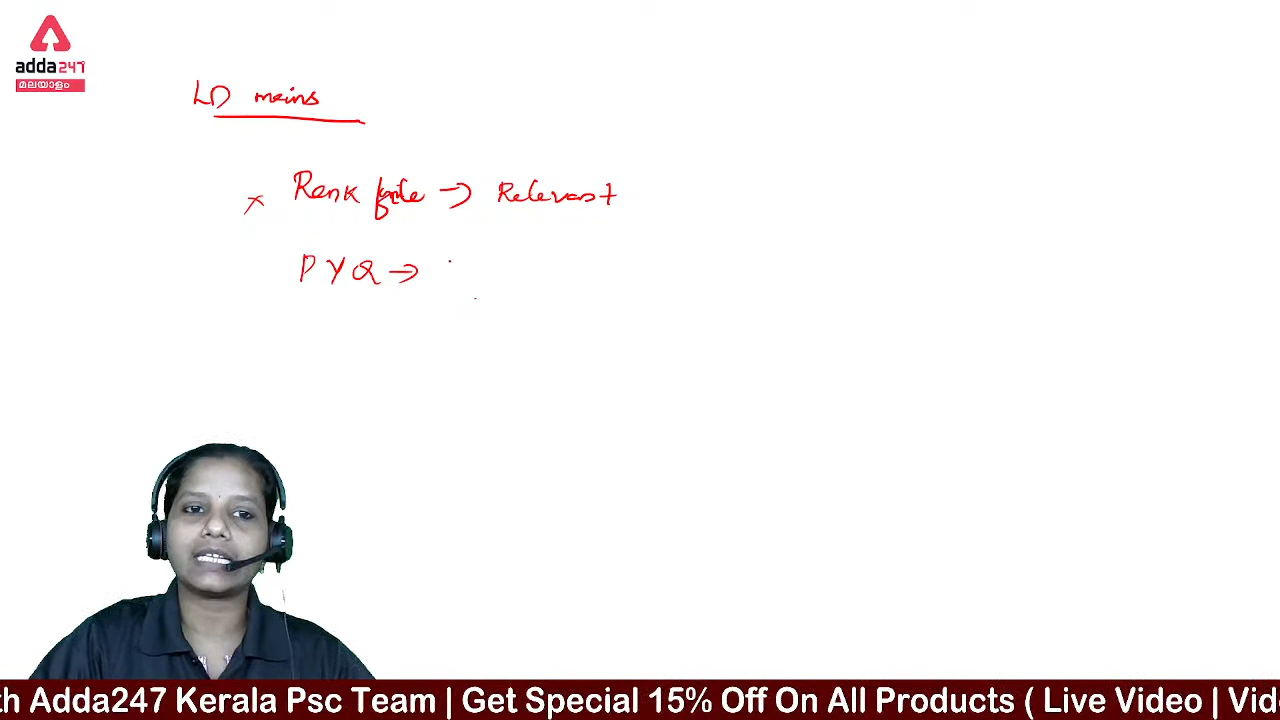 adda247
മലയാളം
LD mains
x Rank file → Relevant
PYQ →
th Adda247 Kerala Psc Team | Get Special 15% Off On All Products ( Live Video | Vid